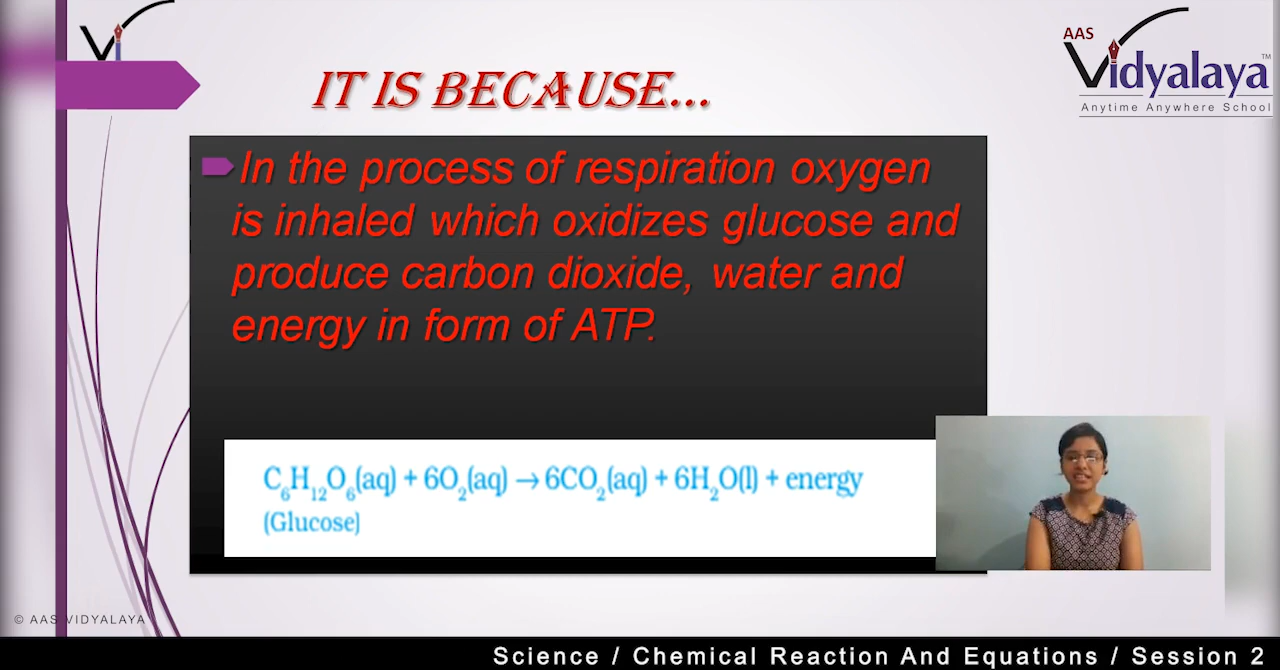 AAS
Vidyalaya™
Anytime Anywhere School
IT IS BECAUSE...
In the process of respiration oxygen
is inhaled which oxidizes glucose and
produce carbon dioxide, water and
energy in form of ATP.
C₆H₁₂O₆(aq) + 6O₂(aq) → 6CO₂(aq) + 6H₂O(l) + energy
(Glucose)
© AAS VIDYALAYA
Science / Chemical Reaction And Equations / Session 2